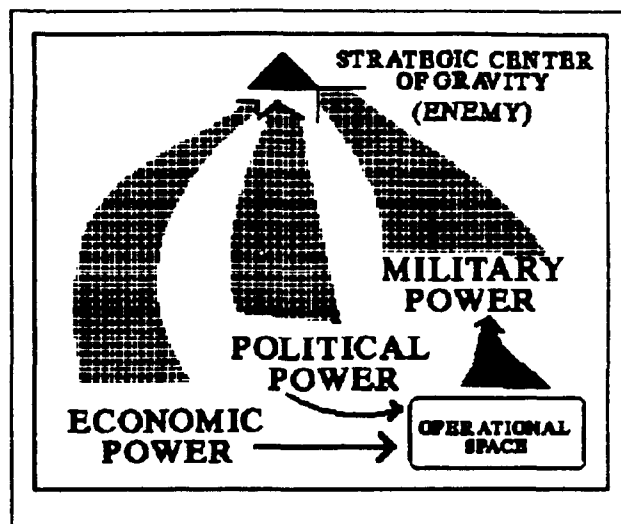 STRATEGIC CENTER
OF GRAVITY
(ENEMY)
MILITARY
POWER
POLITICAL
POWER
ECONOMIC
POWER
OPERATIONAL
SPACE